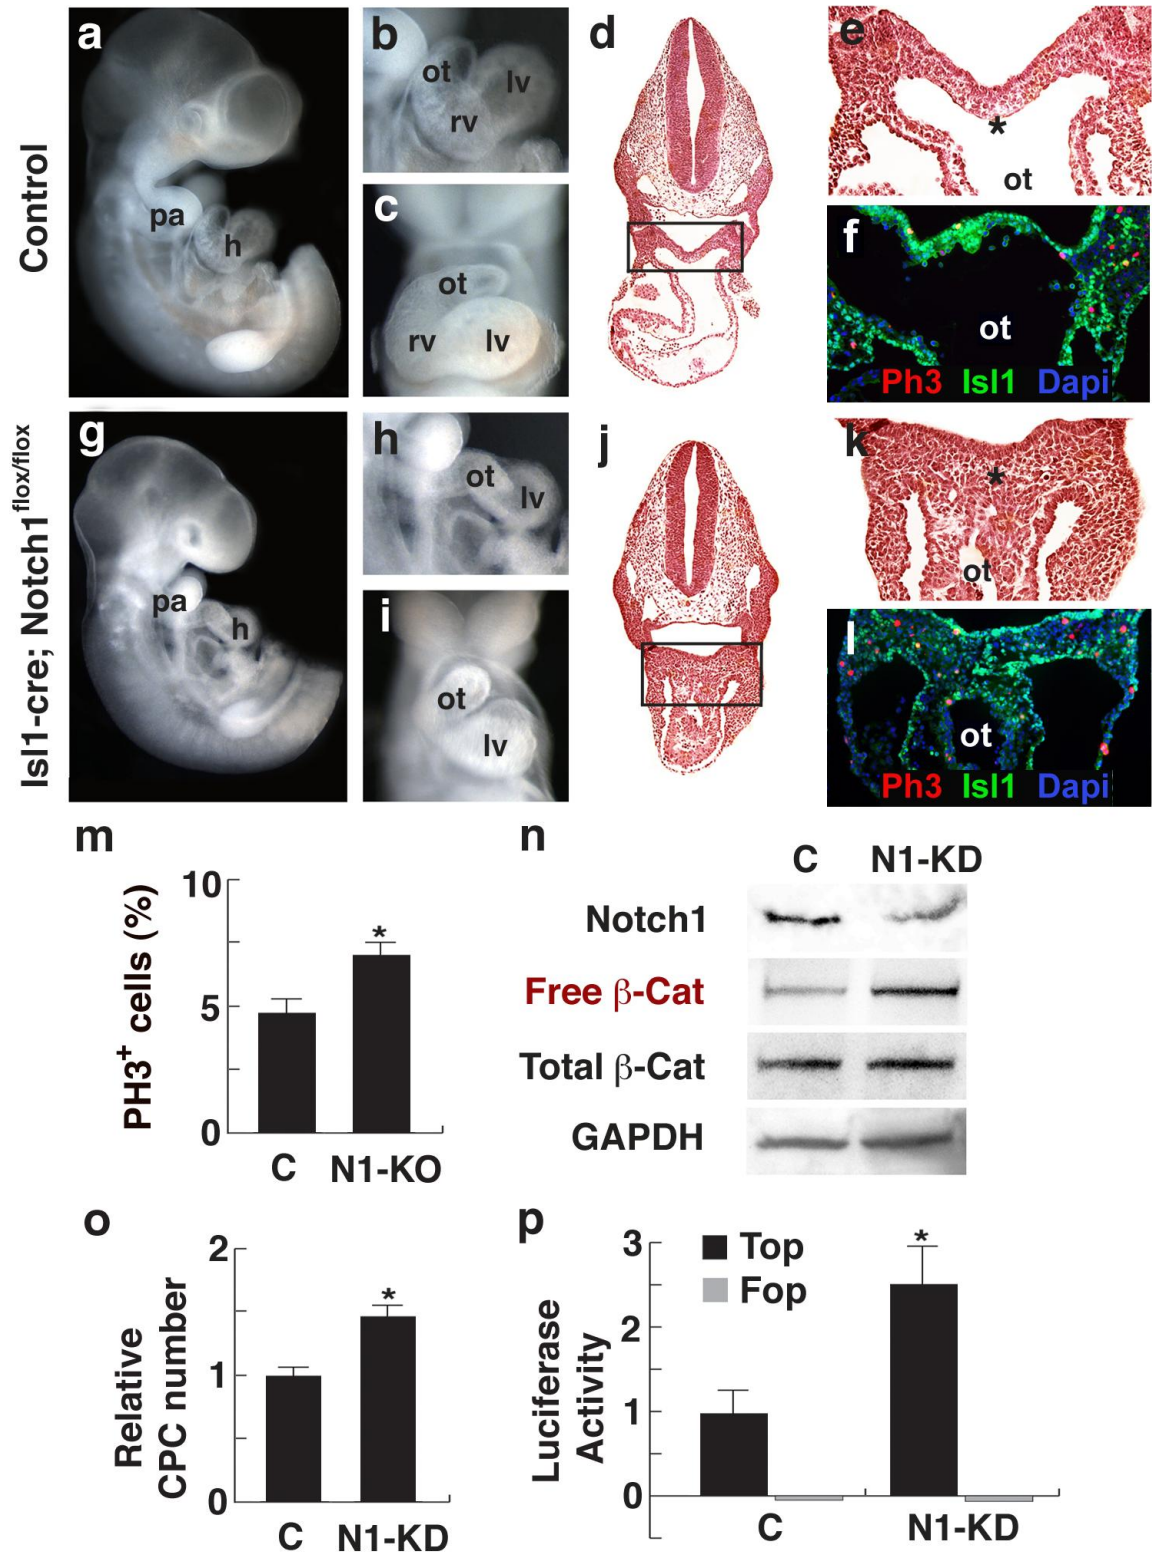 Control
a
pa
h
b
ot
lv
rv
c
ot
rv
lv
d
e
*
ot
f
ot
Ph3 Isl1 Dapi
Isl1-cre; Notch1flox/flox
g
pa
h
h
ot
lv
i
ot
lv
j
k
*
ot
l
ot
Ph3 Isl1 Dapi
m
PH3+ cells (%)
10
5
0
*
C N1-KO
n
C N1-KD
Notch1
Free β-Cat
Total β-Cat
GAPDH
o
Relative
CPC number
2
1
0
*
C N1-KD
p
Luciferase
Activity
3
2
1
0
Top
Fop
*
C N1-KD